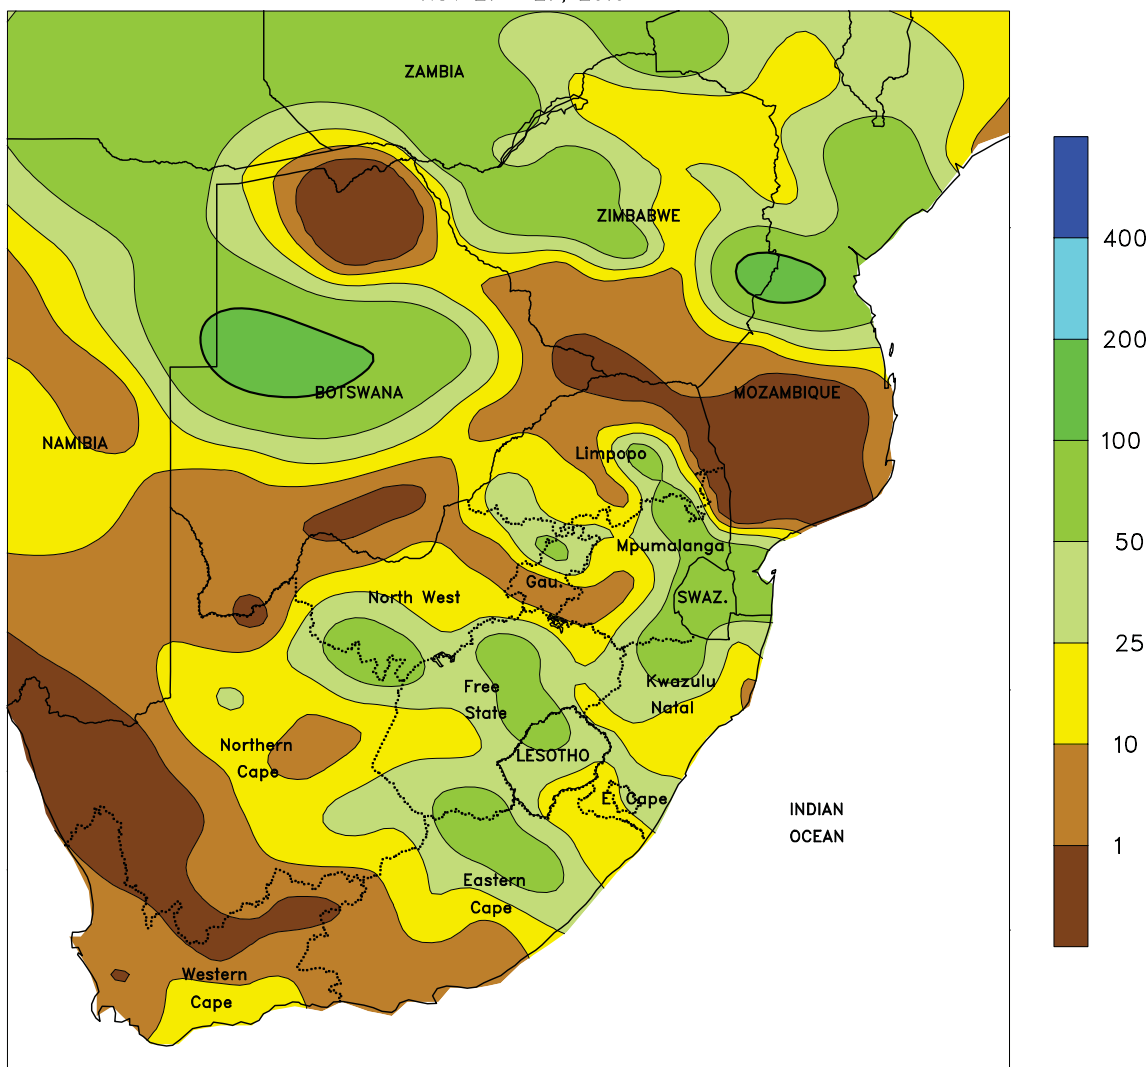 ZAMBIA
ZIMBABWE
BOTSWANA
MOZAMBIQUE
NAMIBIA
Limpopo
Mpumalanga
Gau.
North West
SWAZ.
Free
State
Kwazulu
Natal
Northern
Cape
LESOTHO
E. Cape
INDIAN
OCEAN
Eastern
Cape
Western
Cape
400
200
100
50
25
10
1